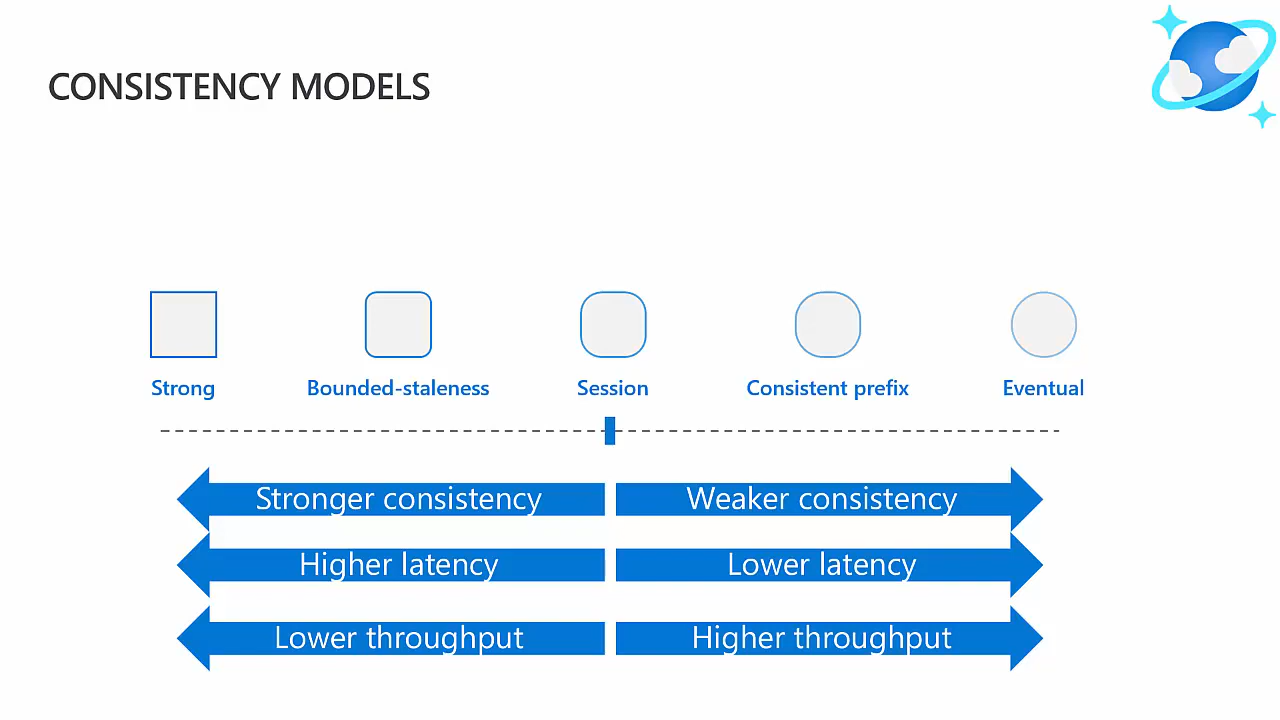 CONSISTENCY MODELS
Strong
Bounded-staleness
Session
Consistent prefix
Eventual
Stronger consistency
Weaker consistency
Higher latency
Lower latency
Lower throughput
Higher throughput